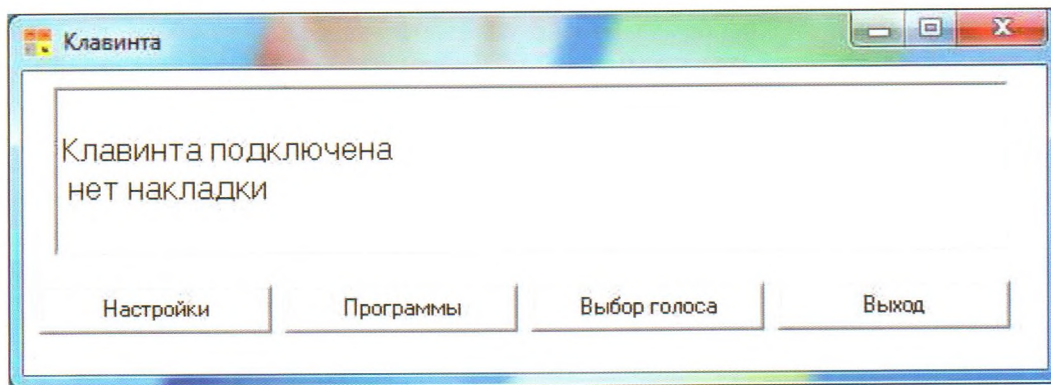 Клавинта
Клавинта подключена
нет накладки
Настройки
Программы
Выбор голоса
Выход